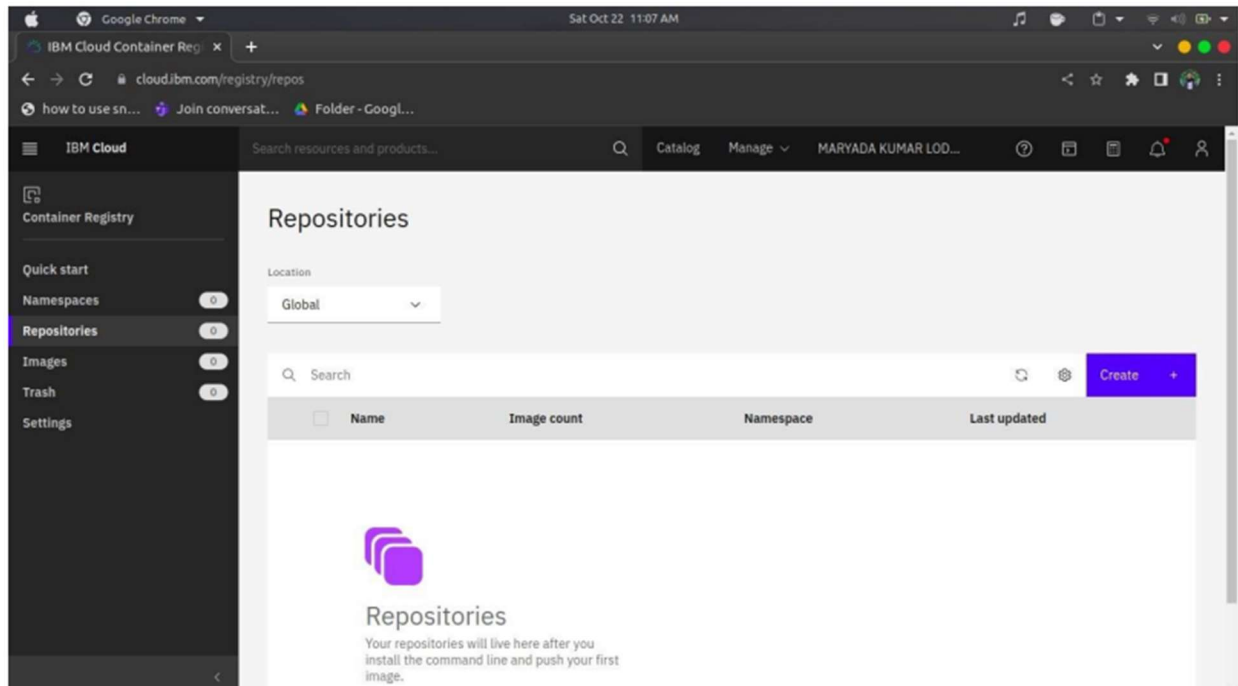 Google Chrome
Sat Oct 22 11:07 AM
IBM Cloud Container Reg
cloud.ibm.com/registry/repos
how to use sn... Join conversat... Folder - Googl...
IBM Cloud
Search resources and products...
Catalog Manage MARYADA KUMAR LOD...
Container Registry
Quick start
Namespaces 0
Repositories 0
Images 0
Trash 0
Settings
Repositories
Location
Global
Search
Create +
Name Image count Namespace Last updated
Repositories
Your repositories will live here after you
install the command line and push your first
image.